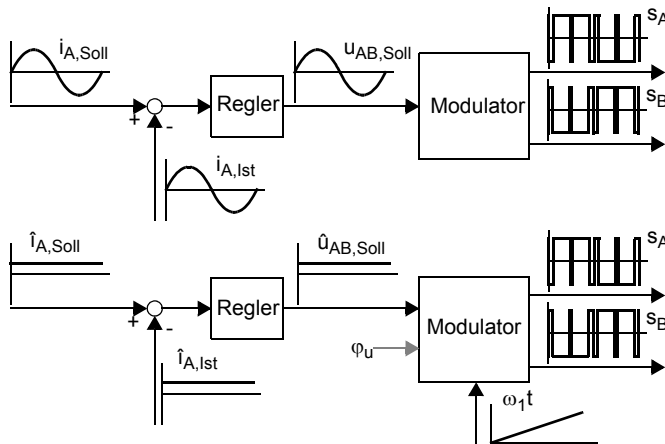 i_A,Soll
u_AB,Soll
s_A
Regler
Modulator
+
-
s_B
i_A,Ist
î_A,Soll
û_AB,Soll
s_A
Regler
Modulator
+
-
s_B
φ_u
î_A,Ist
ω_1t